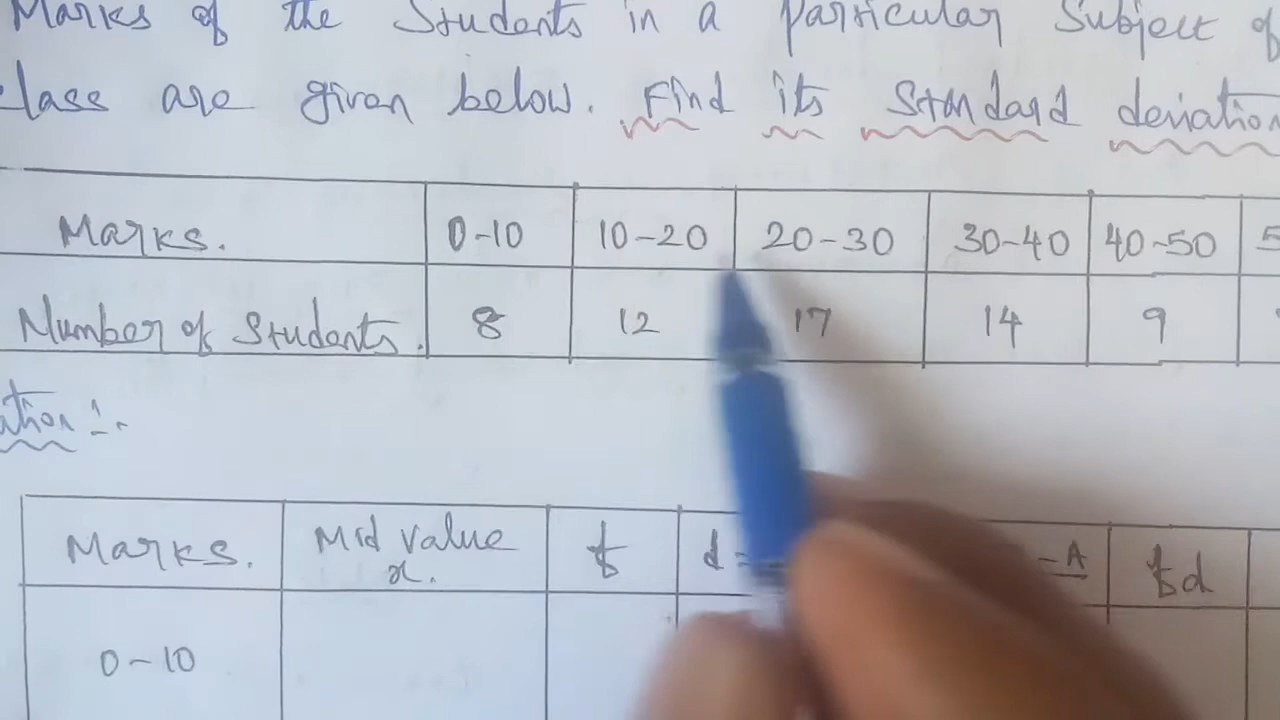 Marks of the Students in a particular Subject of
class are given below. Find its Standard deviation
Marks. 0-10 10-20 20-30 30-40 40-50
Number of Students. 8 12 17 14 9
ation :-
Marks. Mid value x. f d = -A fd
0-10